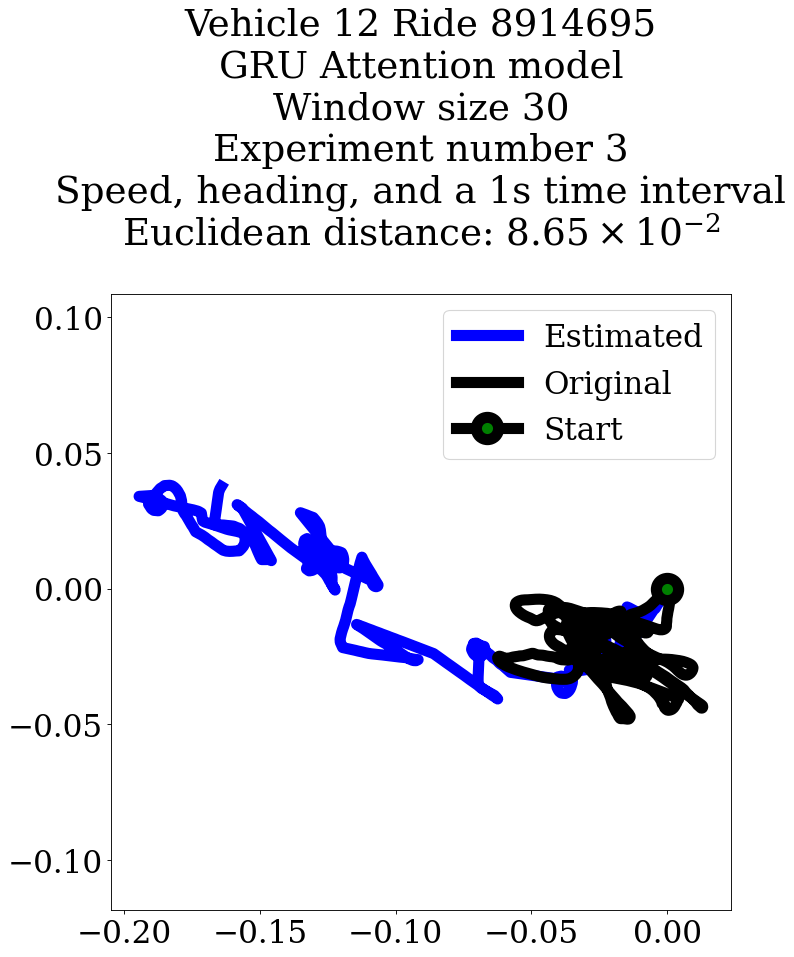 Vehicle 12 Ride 8914695
GRU Attention model
Window size 30
Experiment number 3
Speed, heading, and a 1s time interval
Euclidean distance: 8.65 × 10⁻²
Estimated
Original
Start
0.10
0.05
0.00
−0.05
−0.10
−0.20 −0.15 −0.10 −0.05 0.00